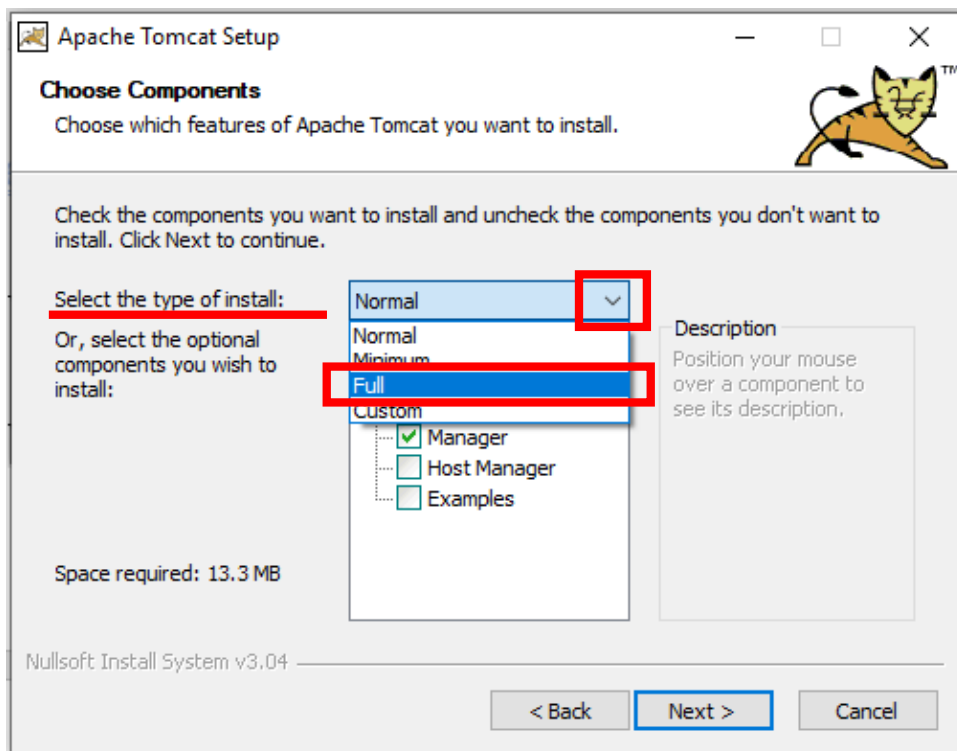 Apache Tomcat Setup
TM
Choose Components
Choose which features of Apache Tomcat you want to install.
Check the components you want to install and uncheck the components you don't want to
install. Click Next to continue.
Select the type of install:
Normal
Or, select the optional
components you wish to
install:
Normal
Minimum
Full
Custom
Manager
Host Manager
Examples
Description
Position your mouse
over a component to
see its description.
Space required: 13.3 MB
Nullsoft Install System v3.04
< Back
Next >
Cancel